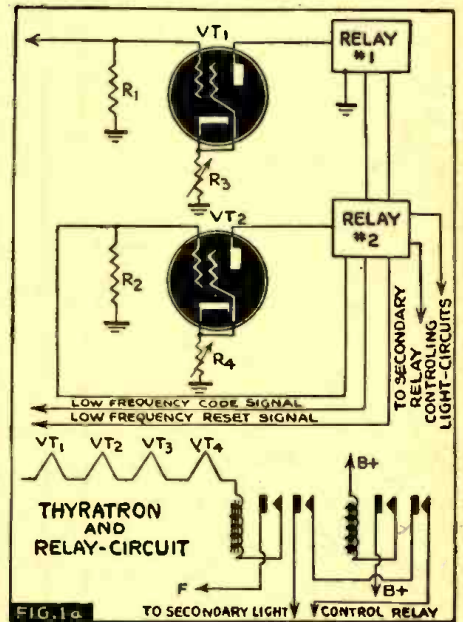 VT1
RELAY
#1
R1
R3
VT2
RELAY
#2
R2
R4
TO SECONDARY
RELAY
CONTROLING
LIGHT-CIRCUITS
LOW FREQUENCY CODE SIGNAL
LOW FREQUENCY RESET SIGNAL
VT1 VT2 VT3 VT4
B+
THYRATRON
AND
RELAY-CIRCUIT
F
B+
FIG.1a
TO SECONDARY LIGHT CONTROL RELAY